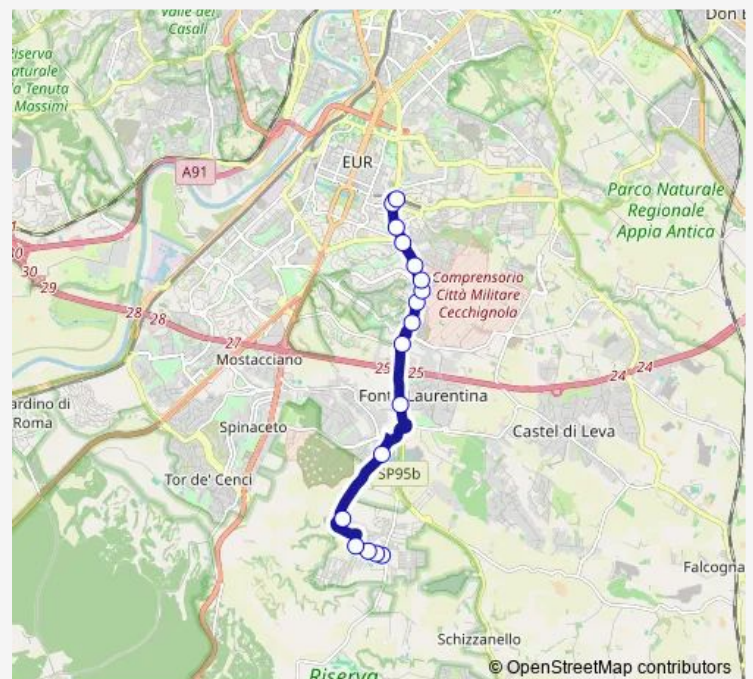 Valle dei
Casali
Don B
Riserva
naturale
la Tenuta
Massimi
EUR
A91
Parco Naturale
Regionale
Appia Antica
30
29
28
28
27
25
25
24
24
Comprensorio
Città Militare
Cecchignola
Mostacciano
Fonte Laurentina
ardino di
Roma
Spinaceto
Castel di Leva
SP95b
Tor de' Cenci
Falcogna
Schizzanello
Riserva
© OpenStreetMap contributors